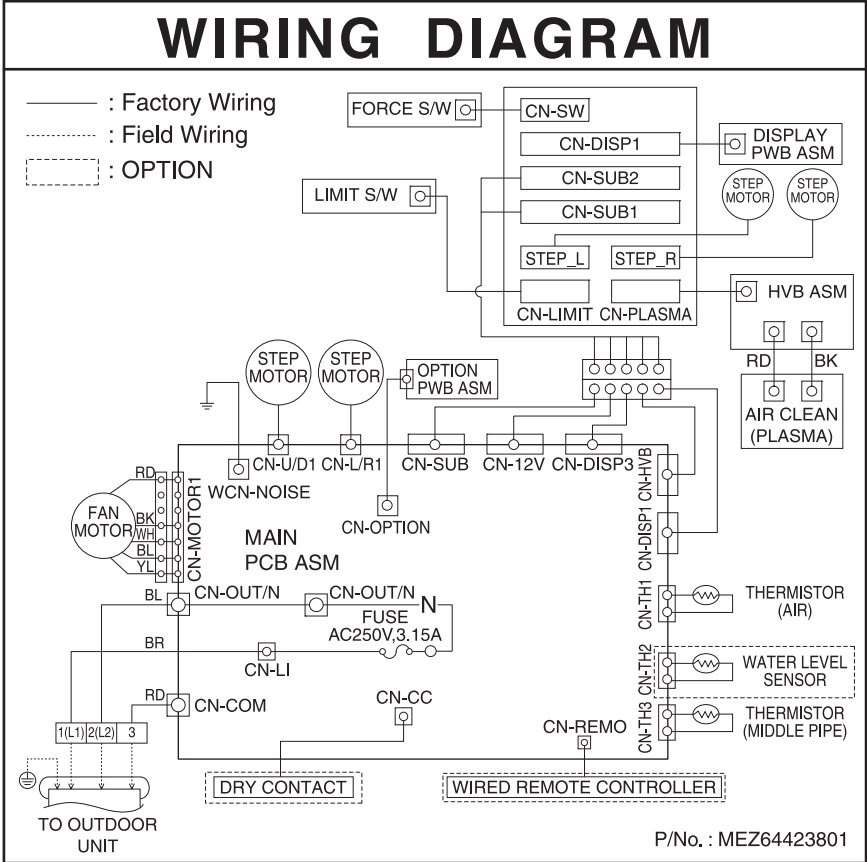 WIRING DIAGRAM
: Factory Wiring
: Field Wiring
: OPTION
FORCE S/W
CN-SW
CN-DISP1
DISPLAY
PWB ASM
CN-SUB2
LIMIT S/W
CN-SUB1
STEP
MOTOR
STEP
MOTOR
STEP_L
STEP_R
CN-LIMIT
CN-PLASMA
HVB ASM
RD
BK
AIR CLEAN
(PLASMA)
STEP
MOTOR
STEP
MOTOR
OPTION
PWB ASM
CN-U/D1
CN-L/R1
CN-SUB
CN-12V
CN-DISP3
CN-HVB
WCN-NOISE
CN-OPTION
CN-DISP1
RD
BK
WH
BL
YL
FAN
MOTOR
CN-MOTOR1
MAIN
PCB ASM
BL
CN-OUT/N
CN-OUT/N
N
FUSE
AC250V,3.15A
BR
CN-LI
CN-TH1
THERMISTOR
(AIR)
CN-TH2
WATER LEVEL
SENSOR
CN-TH3
THERMISTOR
(MIDDLE PIPE)
RD
CN-COM
CN-CC
CN-REMO
1(L1)
2(L2)
3
DRY CONTACT
WIRED REMOTE CONTROLLER
TO OUTDOOR
UNIT
P/No. : MEZ64423801